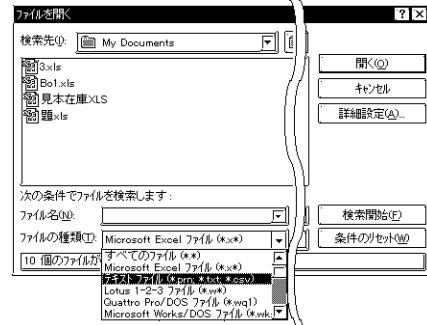 ファイルを開く
検索先(I): My Documents
3.xls
Bo1.xls
見本在庫XLS
題xls
開く(O)
キャンセル
詳細設定(A)...
次の条件でファイルを検索します:
ファイル名(N): 検索開始(F)
ファイルの種類(T): Microsoft Excel ファイル (*.x*) 条件のリセット(W)
10 個のファイルが
すべてのファイル (*.*)
Microsoft Excel ファイル (*.x*)
テキスト ファイル (*.prn; *.txt; *.csv)
Lotus 1-2-3 ファイル (*.w*)
Quattro Pro/DOS ファイル (*.wq1)
Microsoft Works/DOS ファイル (*.wk